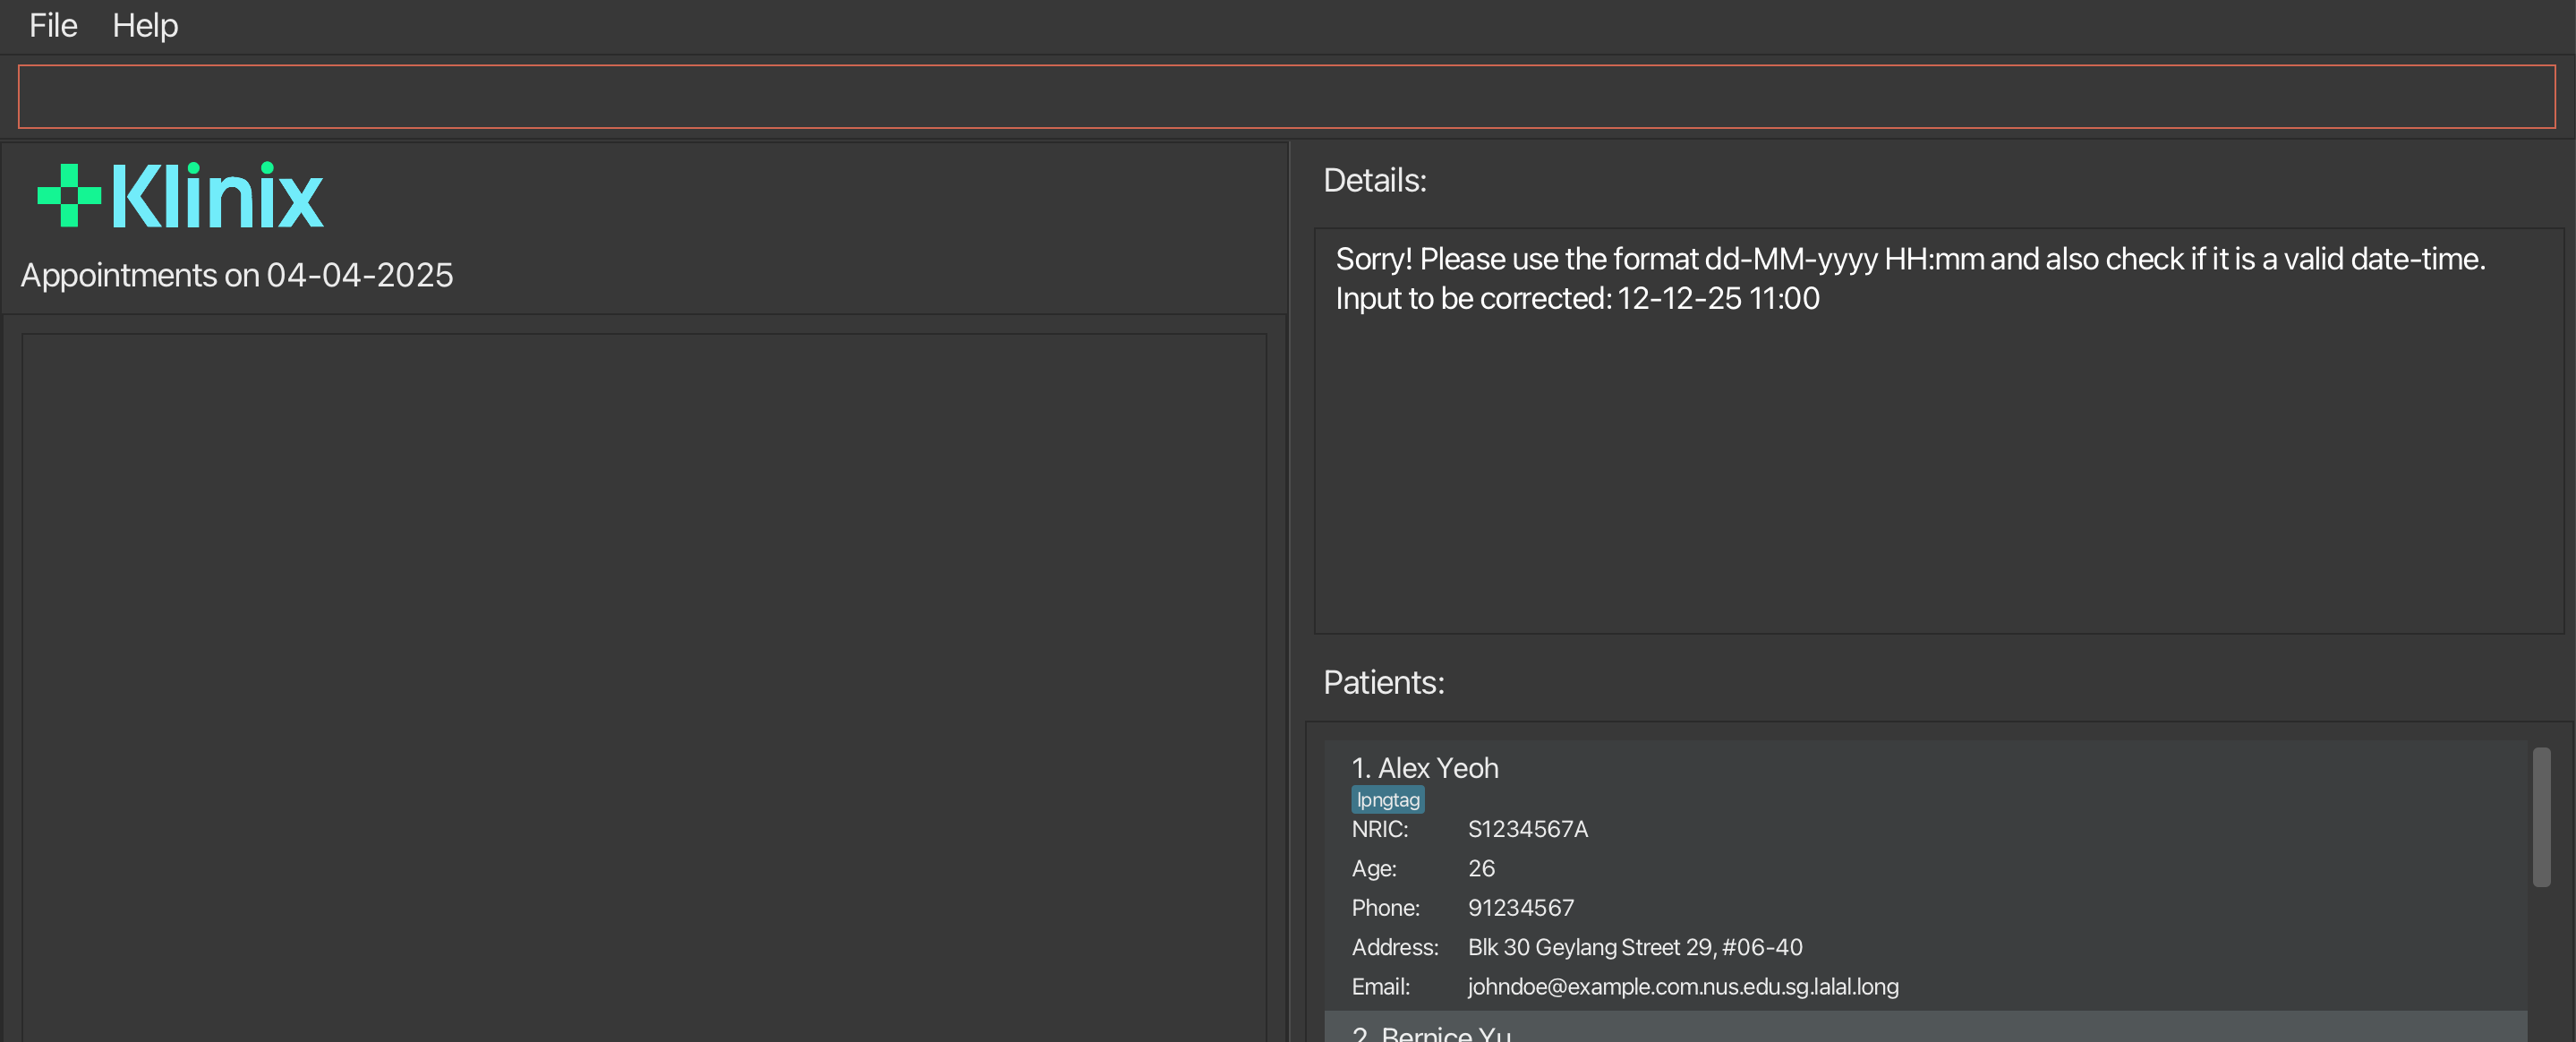 File Help
Klinix
Appointments on 04-04-2025
Details:
Sorry! Please use the format dd-MM-yyyy HH:mm and also check if it is a valid date-time.
Input to be corrected: 12-12-25 11:00
Patients:
1. Alex Yeoh
lpngtag
NRIC: S1234567A
Age: 26
Phone: 91234567
Address: Blk 30 Geylang Street 29, #06-40
Email: johndoe@example.com.nus.edu.sg.lalal.long
2. Bernice Yu